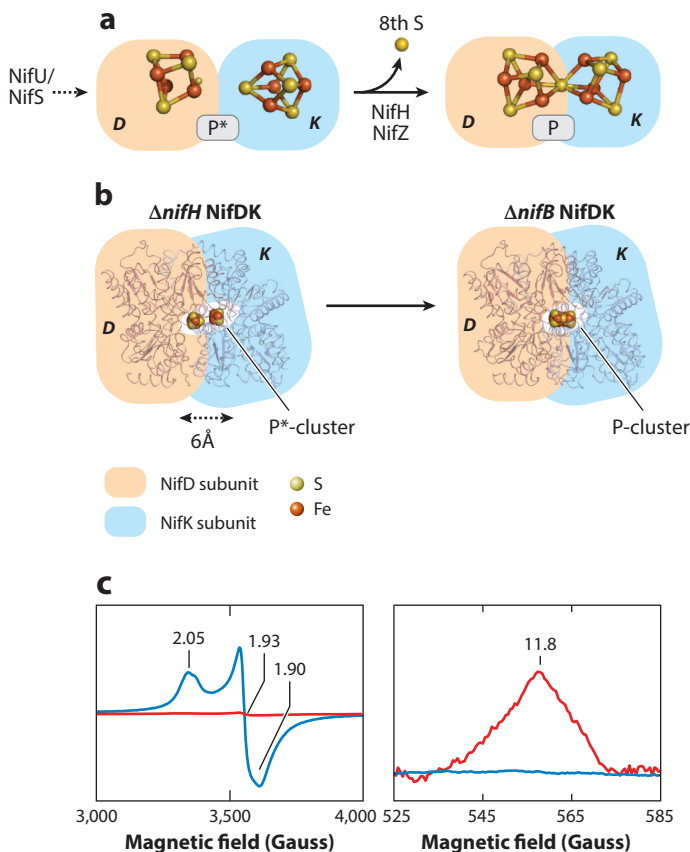 a
8th S
NifU/
NifS
D
P*
K
NifH
NifZ
D
P
K
b
ΔnifH NifDK
ΔnifB NifDK
K
K
D
D
P*-cluster
P-cluster
6Å
NifD subunit
S
NifK subunit
Fe
c
2.05
1.93
1.90
11.8
3,000
3,500
4,000
525
545
565
585
Magnetic field (Gauss)
Magnetic field (Gauss)